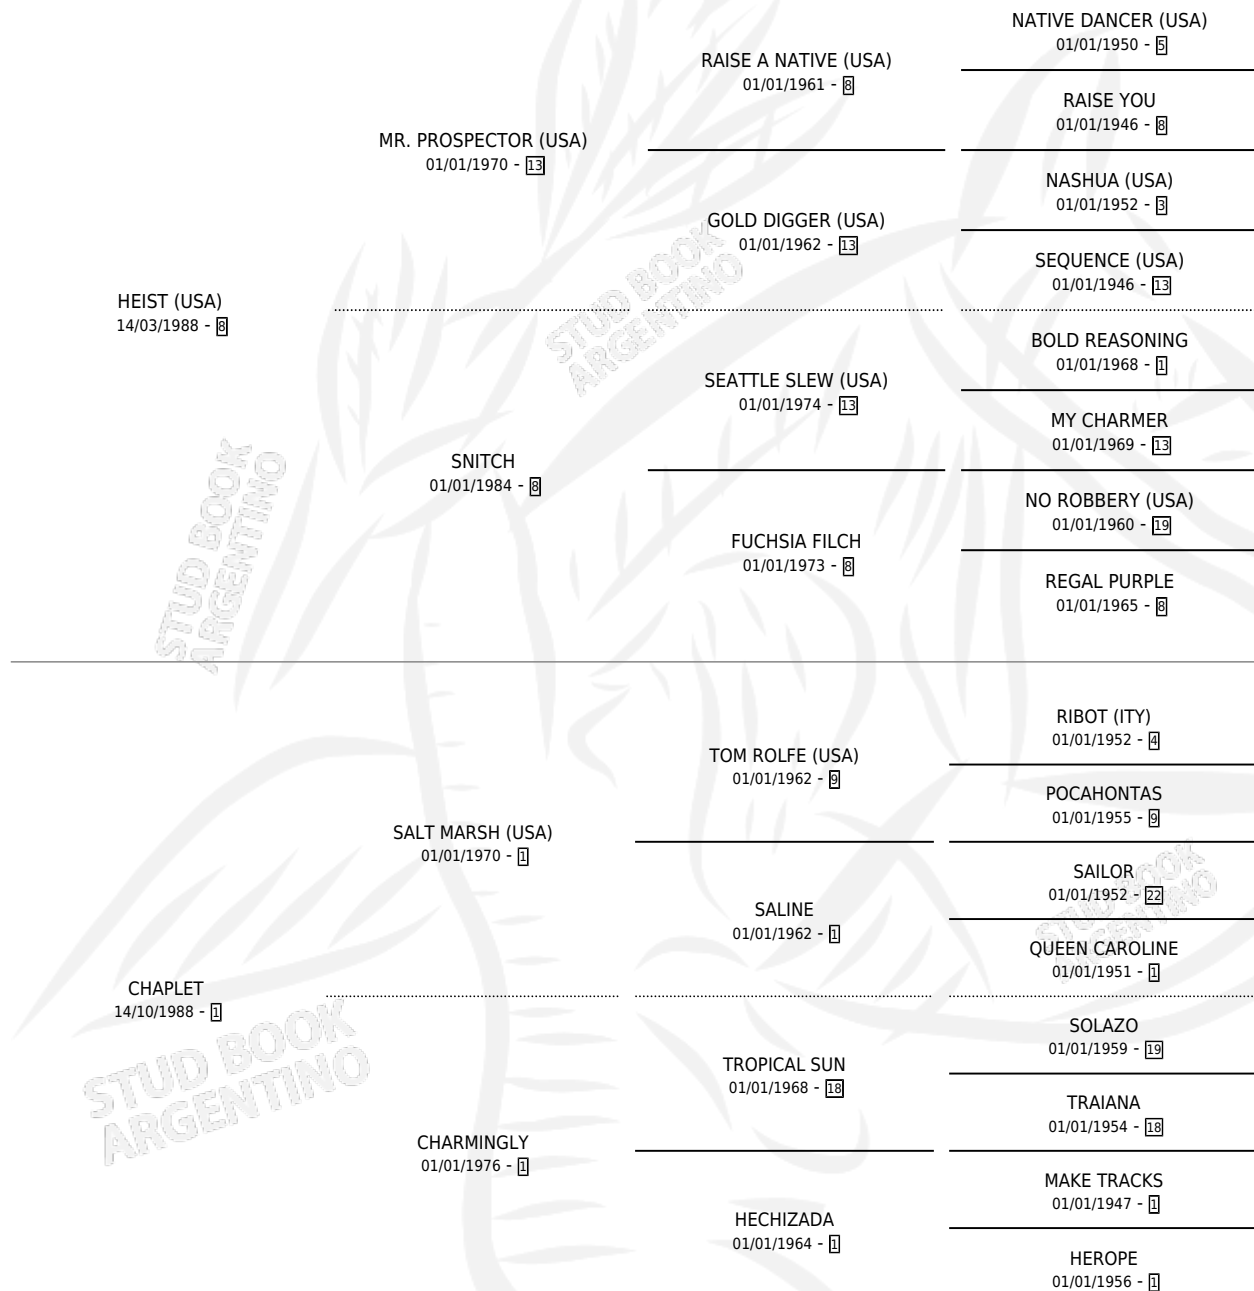 NATIVE DANCER (USA)
01/01/1950 - 5
RAISE A NATIVE (USA)
01/01/1961 - 8
RAISE YOU
01/01/1946 - 8
MR. PROSPECTOR (USA)
01/01/1970 - 13
NASHUA (USA)
01/01/1952 - 3
GOLD DIGGER (USA)
01/01/1962 - 13
SEQUENCE (USA)
01/01/1946 - 13
HEIST (USA)
14/03/1988 - 8
BOLD REASONING
01/01/1968 - 1
SEATTLE SLEW (USA)
01/01/1974 - 13
MY CHARMER
01/01/1969 - 13
SNITCH
01/01/1984 - 8
NO ROBBERY (USA)
01/01/1960 - 19
FUCHSIA FILCH
01/01/1973 - 8
REGAL PURPLE
01/01/1965 - 8
RIBOT (ITY)
01/01/1952 - 4
TOM ROLFE (USA)
01/01/1962 - 9
POCAHONTAS
01/01/1955 - 9
SALT MARSH (USA)
01/01/1970 - 1
SAILOR
01/01/1952 - 22
SALINE
01/01/1962 - 1
QUEEN CAROLINE
01/01/1951 - 1
CHAPLET
14/10/1988 - 1
SOLAZO
01/01/1959 - 19
TROPICAL SUN
01/01/1968 - 18
TRAIANA
01/01/1954 - 18
CHARMINGLY
01/01/1976 - 1
MAKE TRACKS
01/01/1947 - 1
HECHIZADA
01/01/1964 - 1
HEROPE
01/01/1956 - 1
STUD BOOK
ARGENTINO
STUD BOOK
ARGENTINO
STUD BOOK
ARGENTINO
STUD BOOK
ARGENTINO